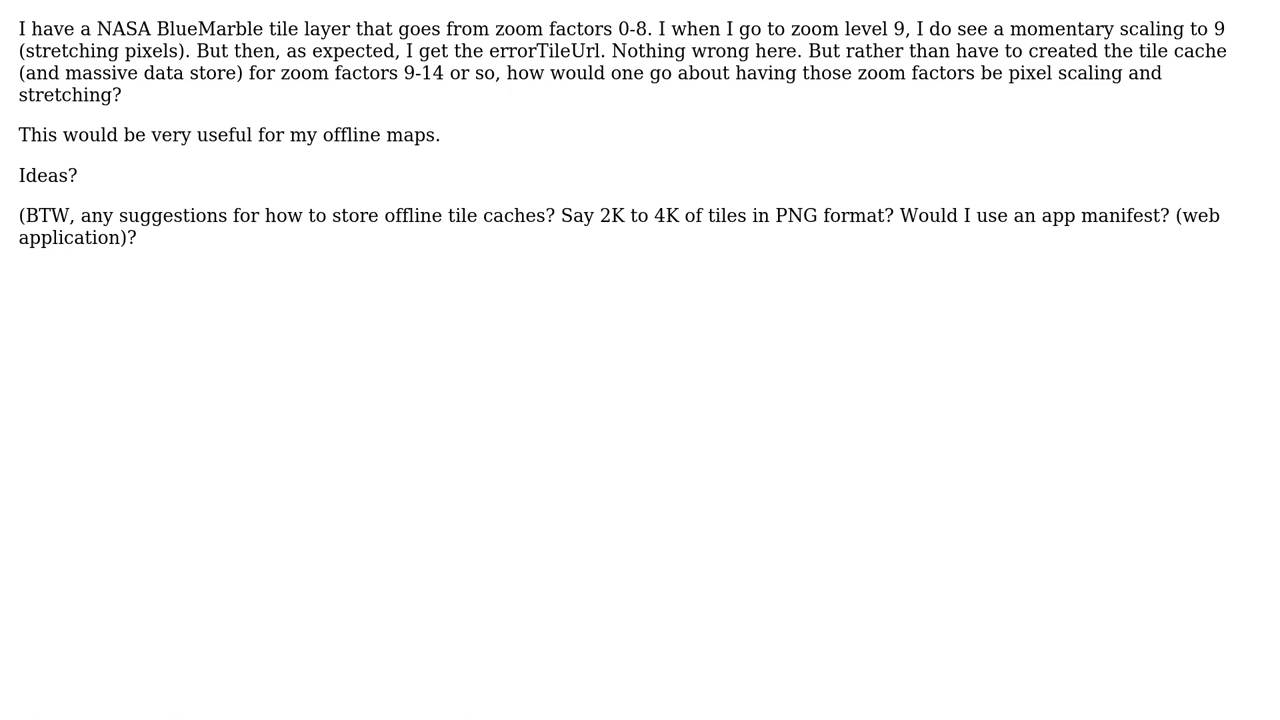 I have a NASA BlueMarble tile layer that goes from zoom factors 0-8. I when I go to zoom level 9, I do see a momentary scaling to 9
(stretching pixels). But then, as expected, I get the errorTileUrl. Nothing wrong here. But rather than have to created the tile cache
(and massive data store) for zoom factors 9-14 or so, how would one go about having those zoom factors be pixel scaling and
stretching?
This would be very useful for my offline maps.
Ideas?
(BTW, any suggestions for how to store offline tile caches? Say 2K to 4K of tiles in PNG format? Would I use an app manifest? (web
application)?